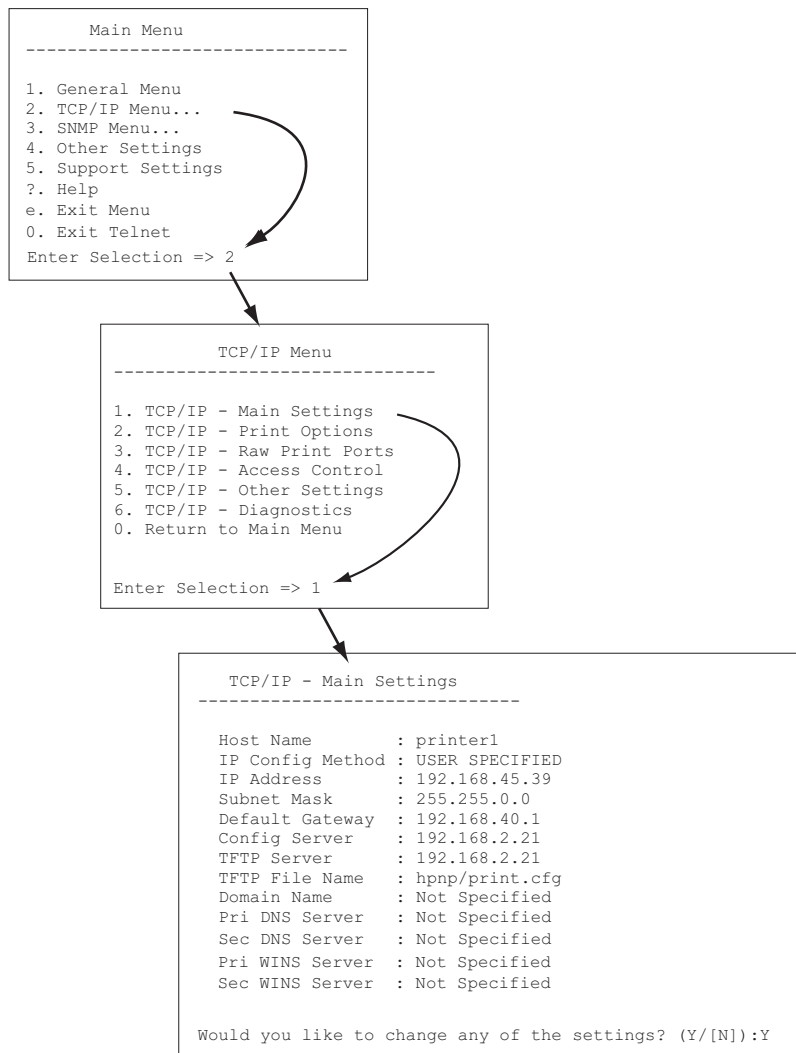 Main Menu
-------------------------------
1. General Menu
2. TCP/IP Menu...
3. SNMP Menu...
4. Other Settings
5. Support Settings
?. Help
e. Exit Menu
0. Exit Telnet
Enter Selection => 2
TCP/IP Menu
-------------------------------
1. TCP/IP - Main Settings
2. TCP/IP - Print Options
3. TCP/IP - Raw Print Ports
4. TCP/IP - Access Control
5. TCP/IP - Other Settings
6. TCP/IP - Diagnostics
0. Return to Main Menu
Enter Selection => 1
TCP/IP - Main Settings
-------------------------------
Host Name : printer1
IP Config Method : USER SPECIFIED
IP Address : 192.168.45.39
Subnet Mask : 255.255.0.0
Default Gateway : 192.168.40.1
Config Server : 192.168.2.21
TFTP Server : 192.168.2.21
TFTP File Name : hpnp/print.cfg
Domain Name : Not Specified
Pri DNS Server : Not Specified
Sec DNS Server : Not Specified
Pri WINS Server : Not Specified
Sec WINS Server : Not Specified
Would you like to change any of the settings? (Y/[N]):Y